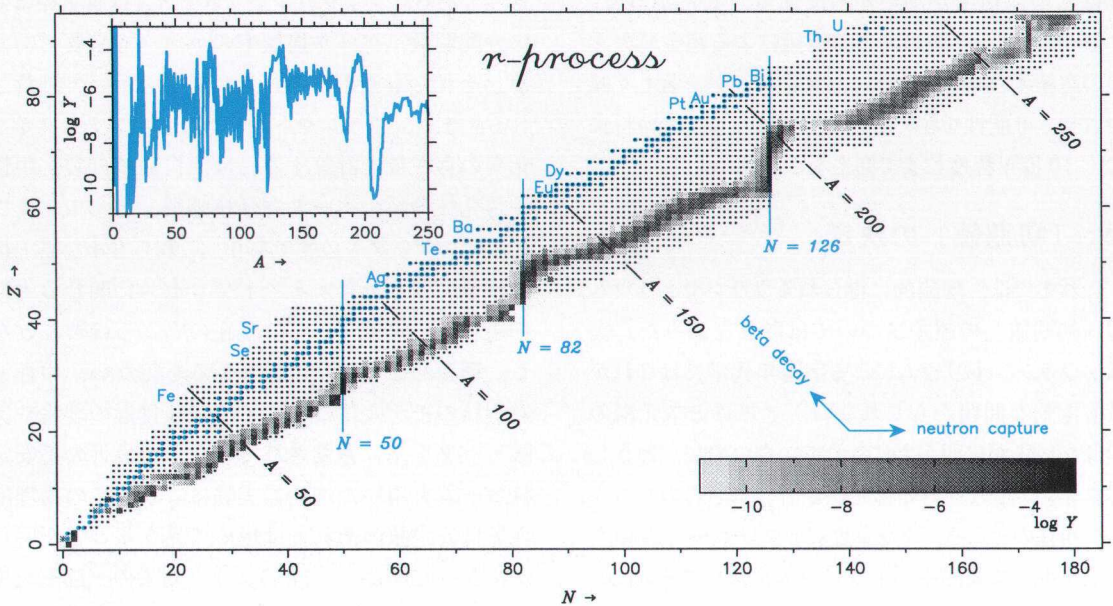 r-process
−4
−6
−8
−10
log Y
0
50
100
150
200
250
A →
Th
U
Pb
Bi
Pt
Au
Dy
Eu
Ba
Te
Ag
Sr
Se
Fe
A = 250
A = 200
A = 150
A = 100
A = 50
N = 126
N = 82
N = 50
beta decay
neutron capture
−10
−8
−6
−4
log Y
80
60
40
20
0
Z →
0
20
40
60
80
100
120
140
160
180
N →